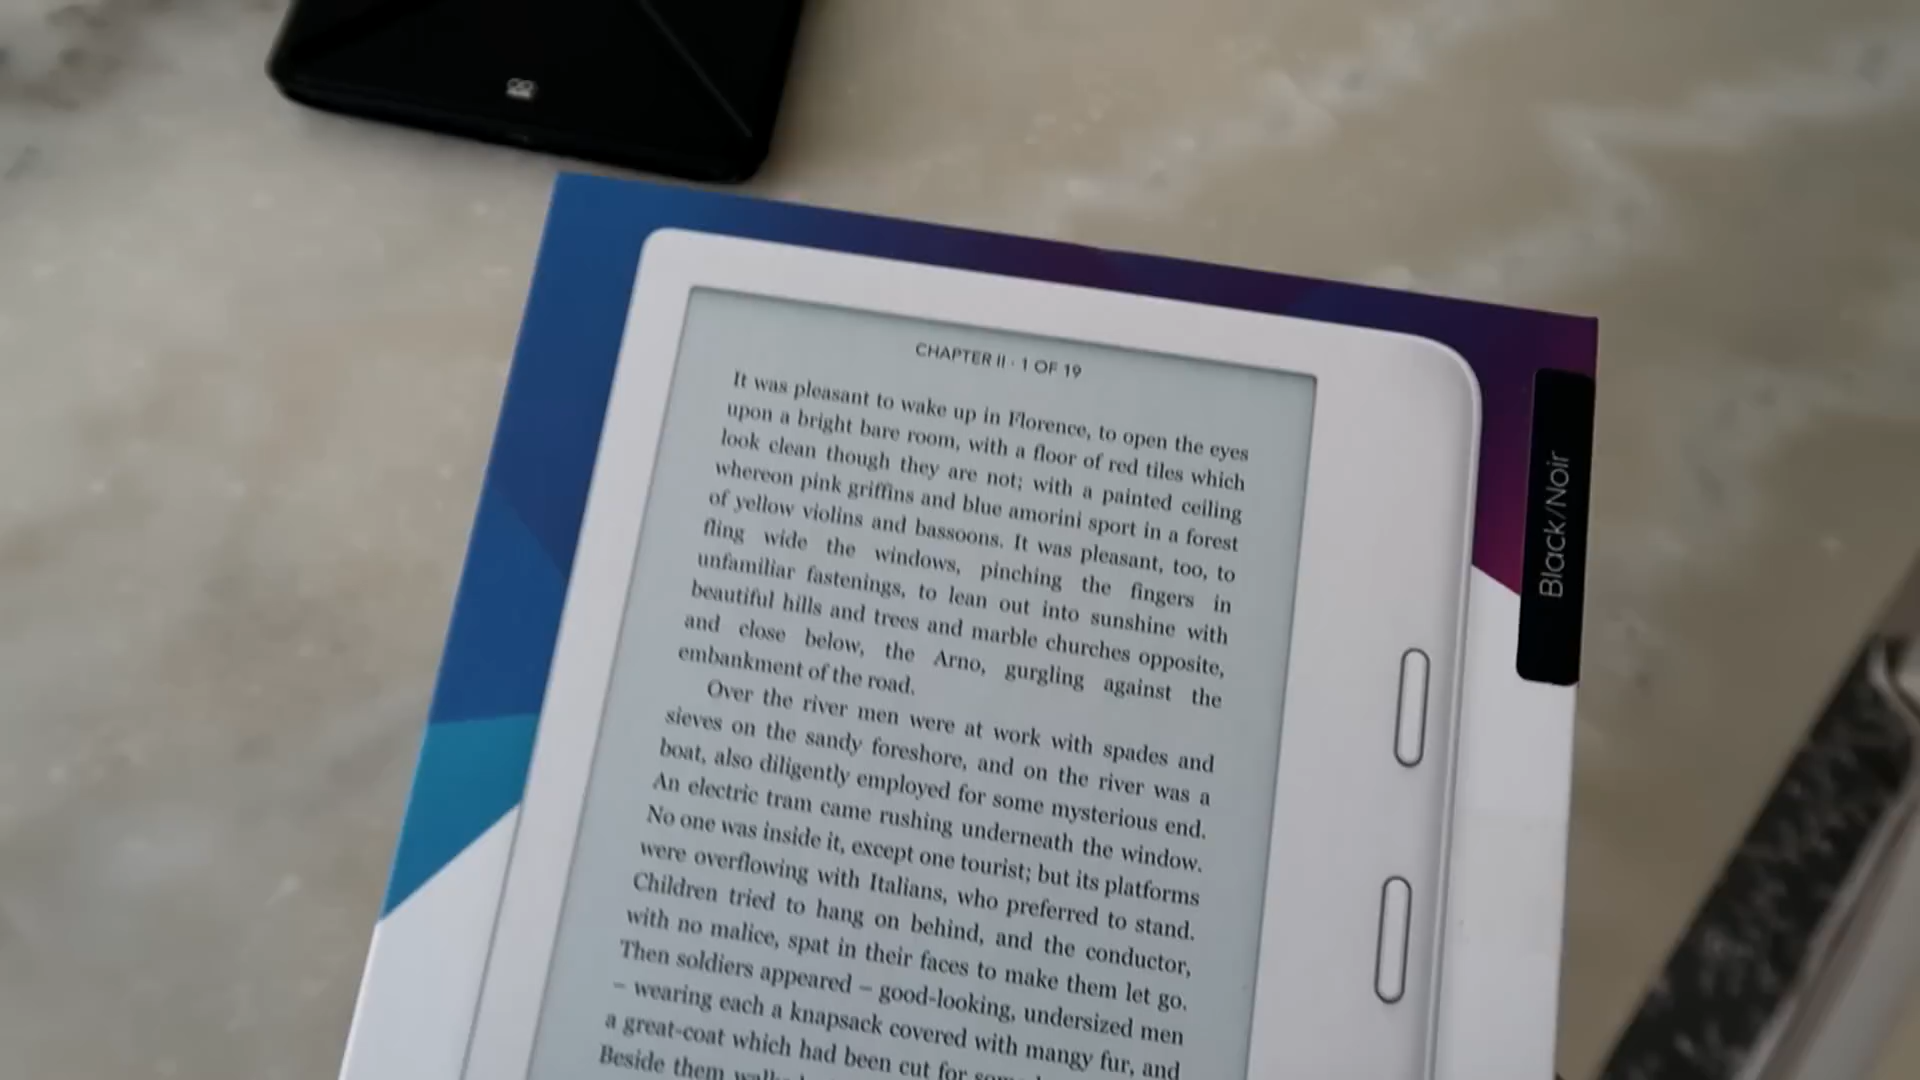 CHAPTER II · 1 OF 19
It was pleasant to wake up in Florence, to open the eyes
upon a bright bare room, with a floor of red tiles which
look clean though they are not; with a painted ceiling
whereon pink griffins and blue amorini sport in a forest
of yellow violins and bassoons. It was pleasant, too, to
fling wide the windows, pinching the fingers in
unfamiliar fastenings, to lean out into sunshine with
beautiful hills and trees and marble churches opposite,
and close below, the Arno, gurgling against the
embankment of the road.
Over the river men were at work with spades and
sieves on the sandy foreshore, and on the river was a
boat, also diligently employed for some mysterious end.
An electric tram came rushing underneath the window.
No one was inside it, except one tourist; but its platforms
were overflowing with Italians, who preferred to stand.
Children tried to hang on behind, and the conductor,
with no malice, spat in their faces to make them let go.
Then soldiers appeared – good-looking, undersized men
– wearing each a knapsack covered with mangy fur, and
a great-coat which had been cut for
Beside them
Black/Noir